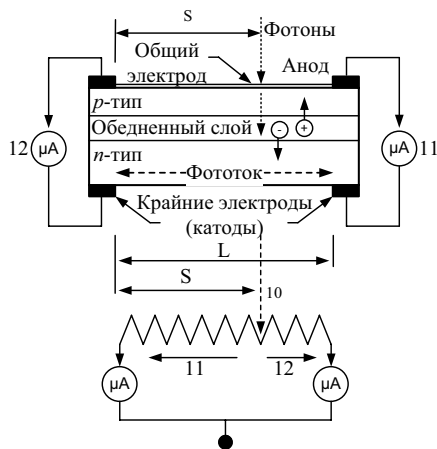 S
Фотоны
Общий
электрод
Анод
p-тип
Обедненный слой
-
+
12
μA
μA
11
n-тип
Фототок
Крайние электроды
(катоды)
L
S
10
11
12
μA
μA